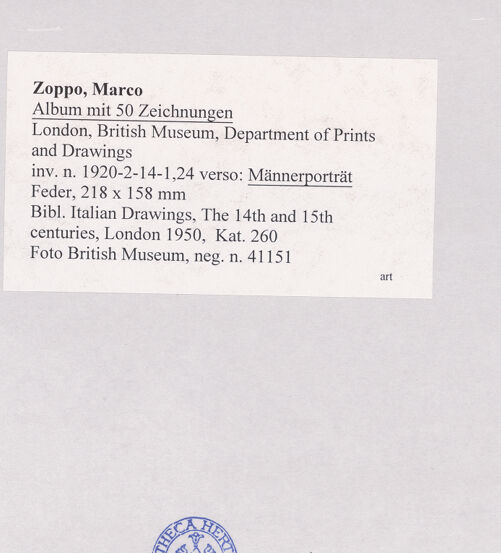 Zoppo, Marco
Album mit 50 Zeichnungen
London, British Museum, Department of Prints
and Drawings
inv. n. 1920-2-14-1,24 verso: Männerporträt
Feder, 218 x 158 mm
Bibl. Italian Drawings, The 14th and 15th
centuries, London 1950, Kat. 260
Foto British Museum, neg. n. 41151
art
THECA HERT